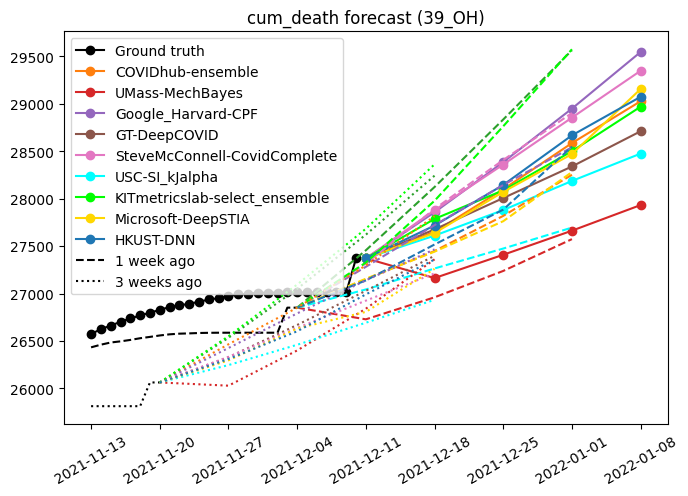 cum_death forecast (39_OH)
29500
29000
28500
28000
27500
27000
26500
26000
Ground truth
COVIDhub-ensemble
UMass-MechBayes
Google_Harvard-CPF
GT-DeepCOVID
SteveMcConnell-CovidComplete
USC-SI_kJalpha
KITmetricslab-select_ensemble
Microsoft-DeepSTIA
HKUST-DNN
1 week ago
3 weeks ago
2021-11-13
2021-11-20
2021-11-27
2021-12-04
2021-12-11
2021-12-18
2021-12-25
2022-01-01
2022-01-08